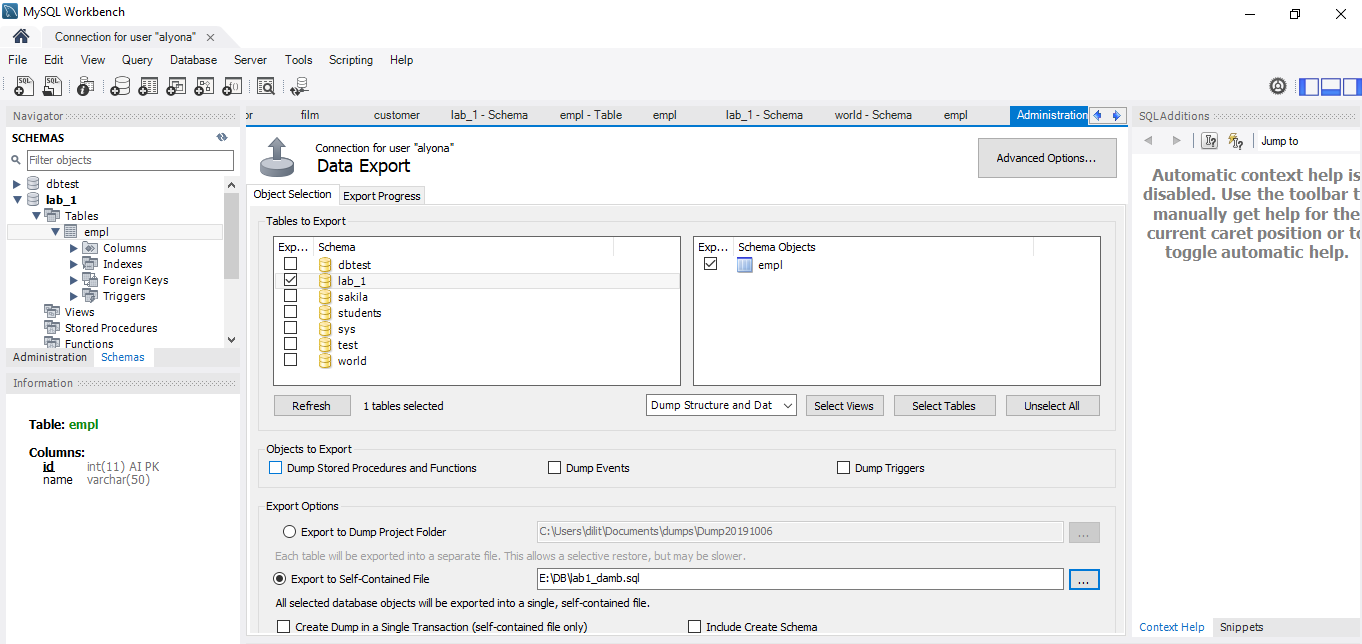 MySQL Workbench
Connection for user "alyona" ×
File Edit View Query Database Server Tools Scripting Help
Navigator
SCHEMAS
Filter objects
dbtest
lab_1
Tables
empl
Columns
Indexes
Foreign Keys
Triggers
Views
Stored Procedures
Functions
Administration Schemas
Information
Table: empl
Columns:
id int(11) AI PK
name varchar(50)
or film customer lab_1 - Schema empl - Table empl lab_1 - Schema world - Schema empl Administration
Connection for user "alyona"
Data Export
Advanced Options...
Object Selection Export Progress
Tables to Export
Exp... Schema
dbtest
lab_1
sakila
students
sys
test
world
Exp... Schema Objects
empl
Refresh 1 tables selected Dump Structure and Dat Select Views Select Tables Unselect All
Objects to Export
Dump Stored Procedures and Functions Dump Events Dump Triggers
Export Options
Export to Dump Project Folder C:\Users\dilit\Documents\dumps\Dump20191006 ...
Each table will be exported into a separate file. This allows a selective restore, but may be slower.
Export to Self-Contained File E:\DB\lab1_damb.sql ...
All selected database objects will be exported into a single, self-contained file.
Create Dump in a Single Transaction (self-contained file only) Include Create Schema
SQLAdditions
Jump to
Automatic context help is
disabled. Use the toolbar t
manually get help for the
current caret position or to
toggle automatic help.
Context Help Snippets